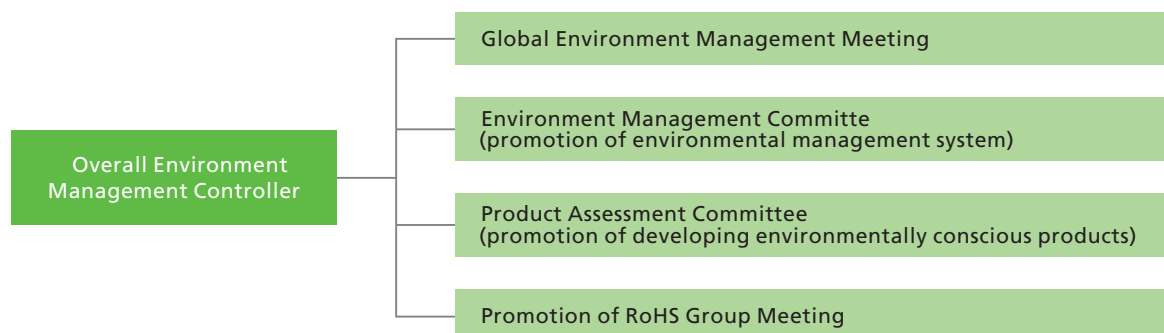 Global Environment Management Meeting
Environment Management Committe
(promotion of environmental management system)
Overall Environment
Management Controller
Product Assessment Committee
(promotion of developing environmentally conscious products)
Promotion of RoHS Group Meeting